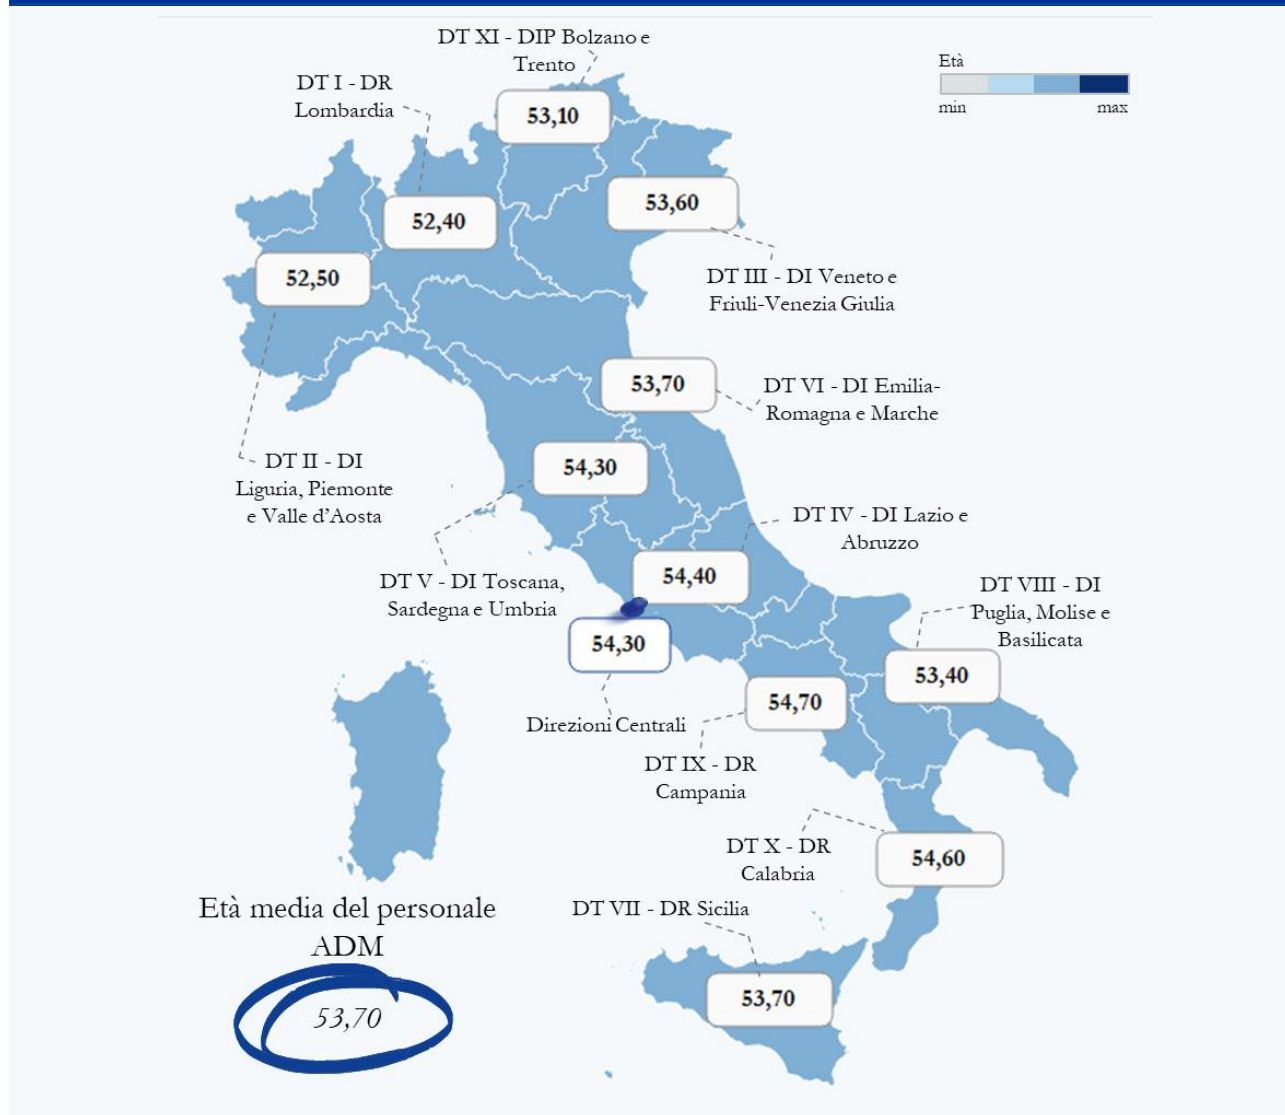 DT XI - DIP Bolzano e
Trento
Età
min
max
DT I - DR
Lombardia
53,10
53,60
52,40
52,50
DT III - DI Veneto e
Friuli-Venezia Giulia
53,70
DT VI - DI Emilia-
Romagna e Marche
54,30
DT II - DI
Liguria, Piemonte
e Valle d'Aosta
DT IV - DI Lazio e
Abruzzo
54,40
DT V - DI Toscana,
Sardegna e Umbria
DT VIII - DI
Puglia, Molise e
Basilicata
54,30
53,40
54,70
Direzioni Centrali
DT IX - DR
Campania
DT X - DR
Calabria
54,60
Età media del personale
ADM
53,70
DT VII - DR Sicilia
53,70